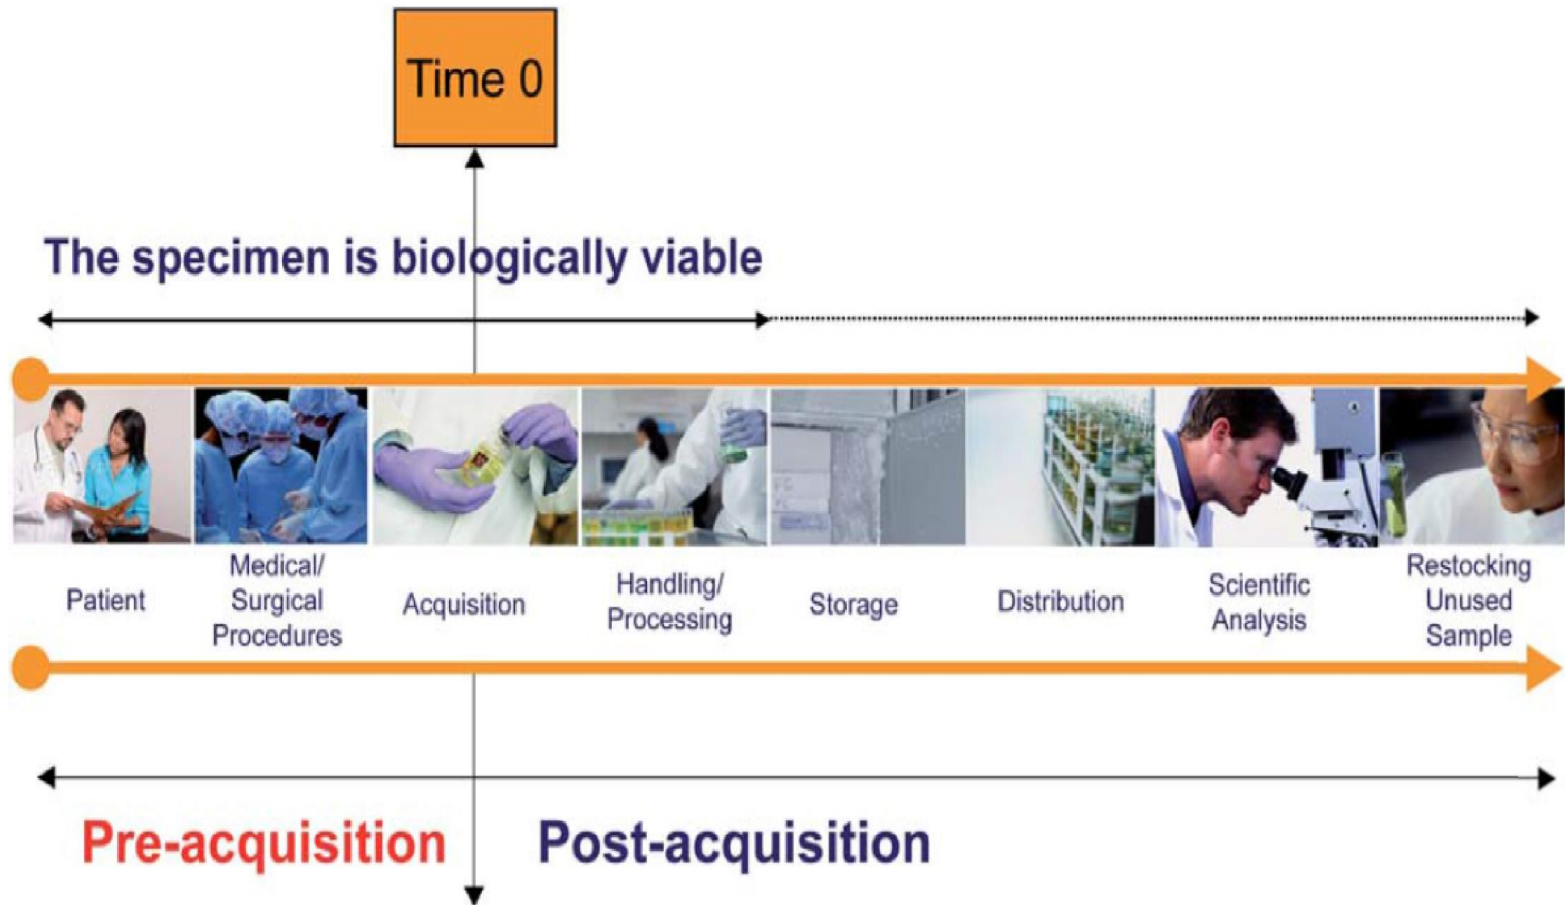 Time 0
The specimen is biologically viable
Patient
Medical/
Surgical
Procedures
Acquisition
Handling/
Processing
Storage
Distribution
Scientific
Analysis
Restocking
Unused
Sample
Pre-acquisition
Post-acquisition